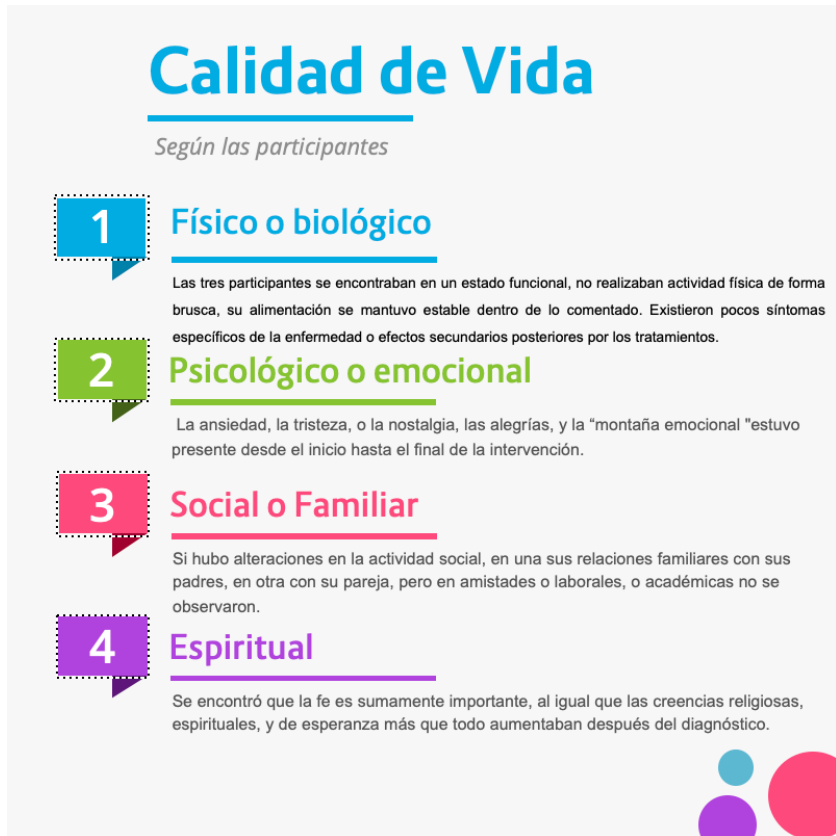 Calidad de Vida
Según las participantes
1
Físico o biológico
Las tres participantes se encontraban en un estado funcional, no realizaban actividad física de forma
brusca, su alimentación se mantuvo estable dentro de lo comentado. Existieron pocos síntomas
específicos de la enfermedad o efectos secundarios posteriores por los tratamientos.
2
Psicológico o emocional
La ansiedad, la tristeza, o la nostalgia, las alegrías, y la “montaña emocional "estuvo
presente desde el inicio hasta el final de la intervención.
3
Social o Familiar
Si hubo alteraciones en la actividad social, en una sus relaciones familiares con sus
padres, en otra con su pareja, pero en amistades o laborales, o académicas no se
observaron.
4
Espiritual
Se encontró que la fe es sumamente importante, al igual que las creencias religiosas,
espirituales, y de esperanza más que todo aumentaban después del diagnóstico.